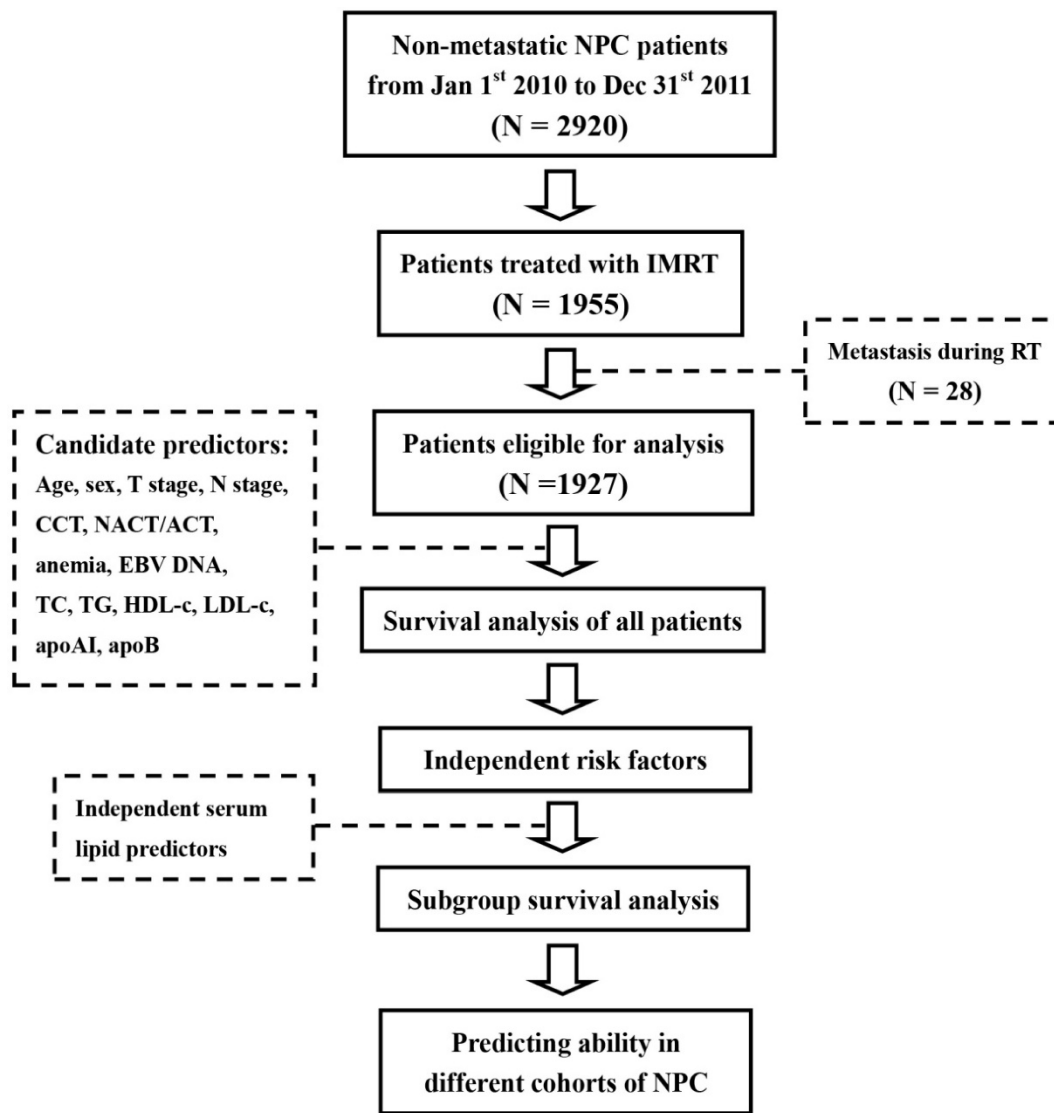 Non-metastatic NPC patients
from Jan 1st 2010 to Dec 31st 2011
(N = 2920)
Patients treated with IMRT
(N = 1955)
Metastasis during RT
(N = 28)
Patients eligible for analysis
(N =1927)
Candidate predictors:
Age, sex, T stage, N stage,
CCT, NACT/ACT,
anemia, EBV DNA,
TC, TG, HDL-c, LDL-c,
apoAI, apoB
Survival analysis of all patients
Independent risk factors
Independent serum
lipid predictors
Subgroup survival analysis
Predicting ability in
different cohorts of NPC